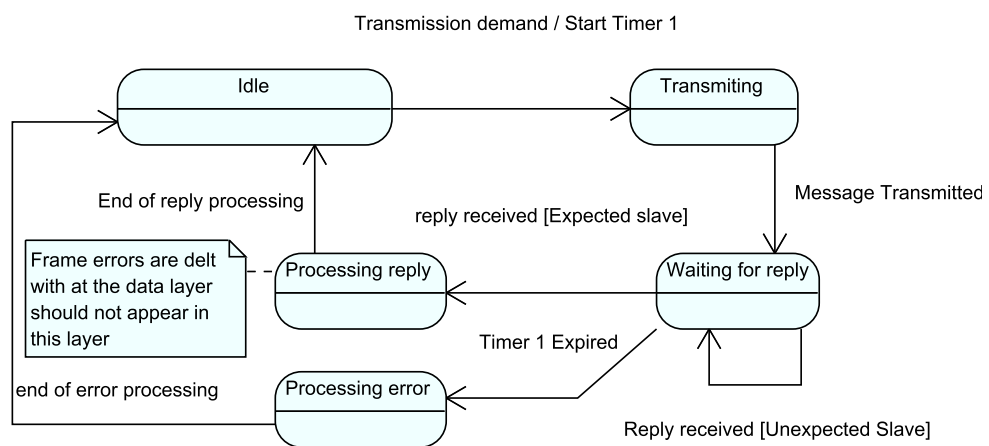 Transmission demand / Start Timer 1
Idle
Transmiting
End of reply processing
Message Transmitted
reply received [Expected slave]
Frame errors are delt
with at the data layer
should not appear in
this layer
Processing reply
Waiting for reply
Timer 1 Expired
end of error processing
Processing error
Reply received [Unexpected Slave]